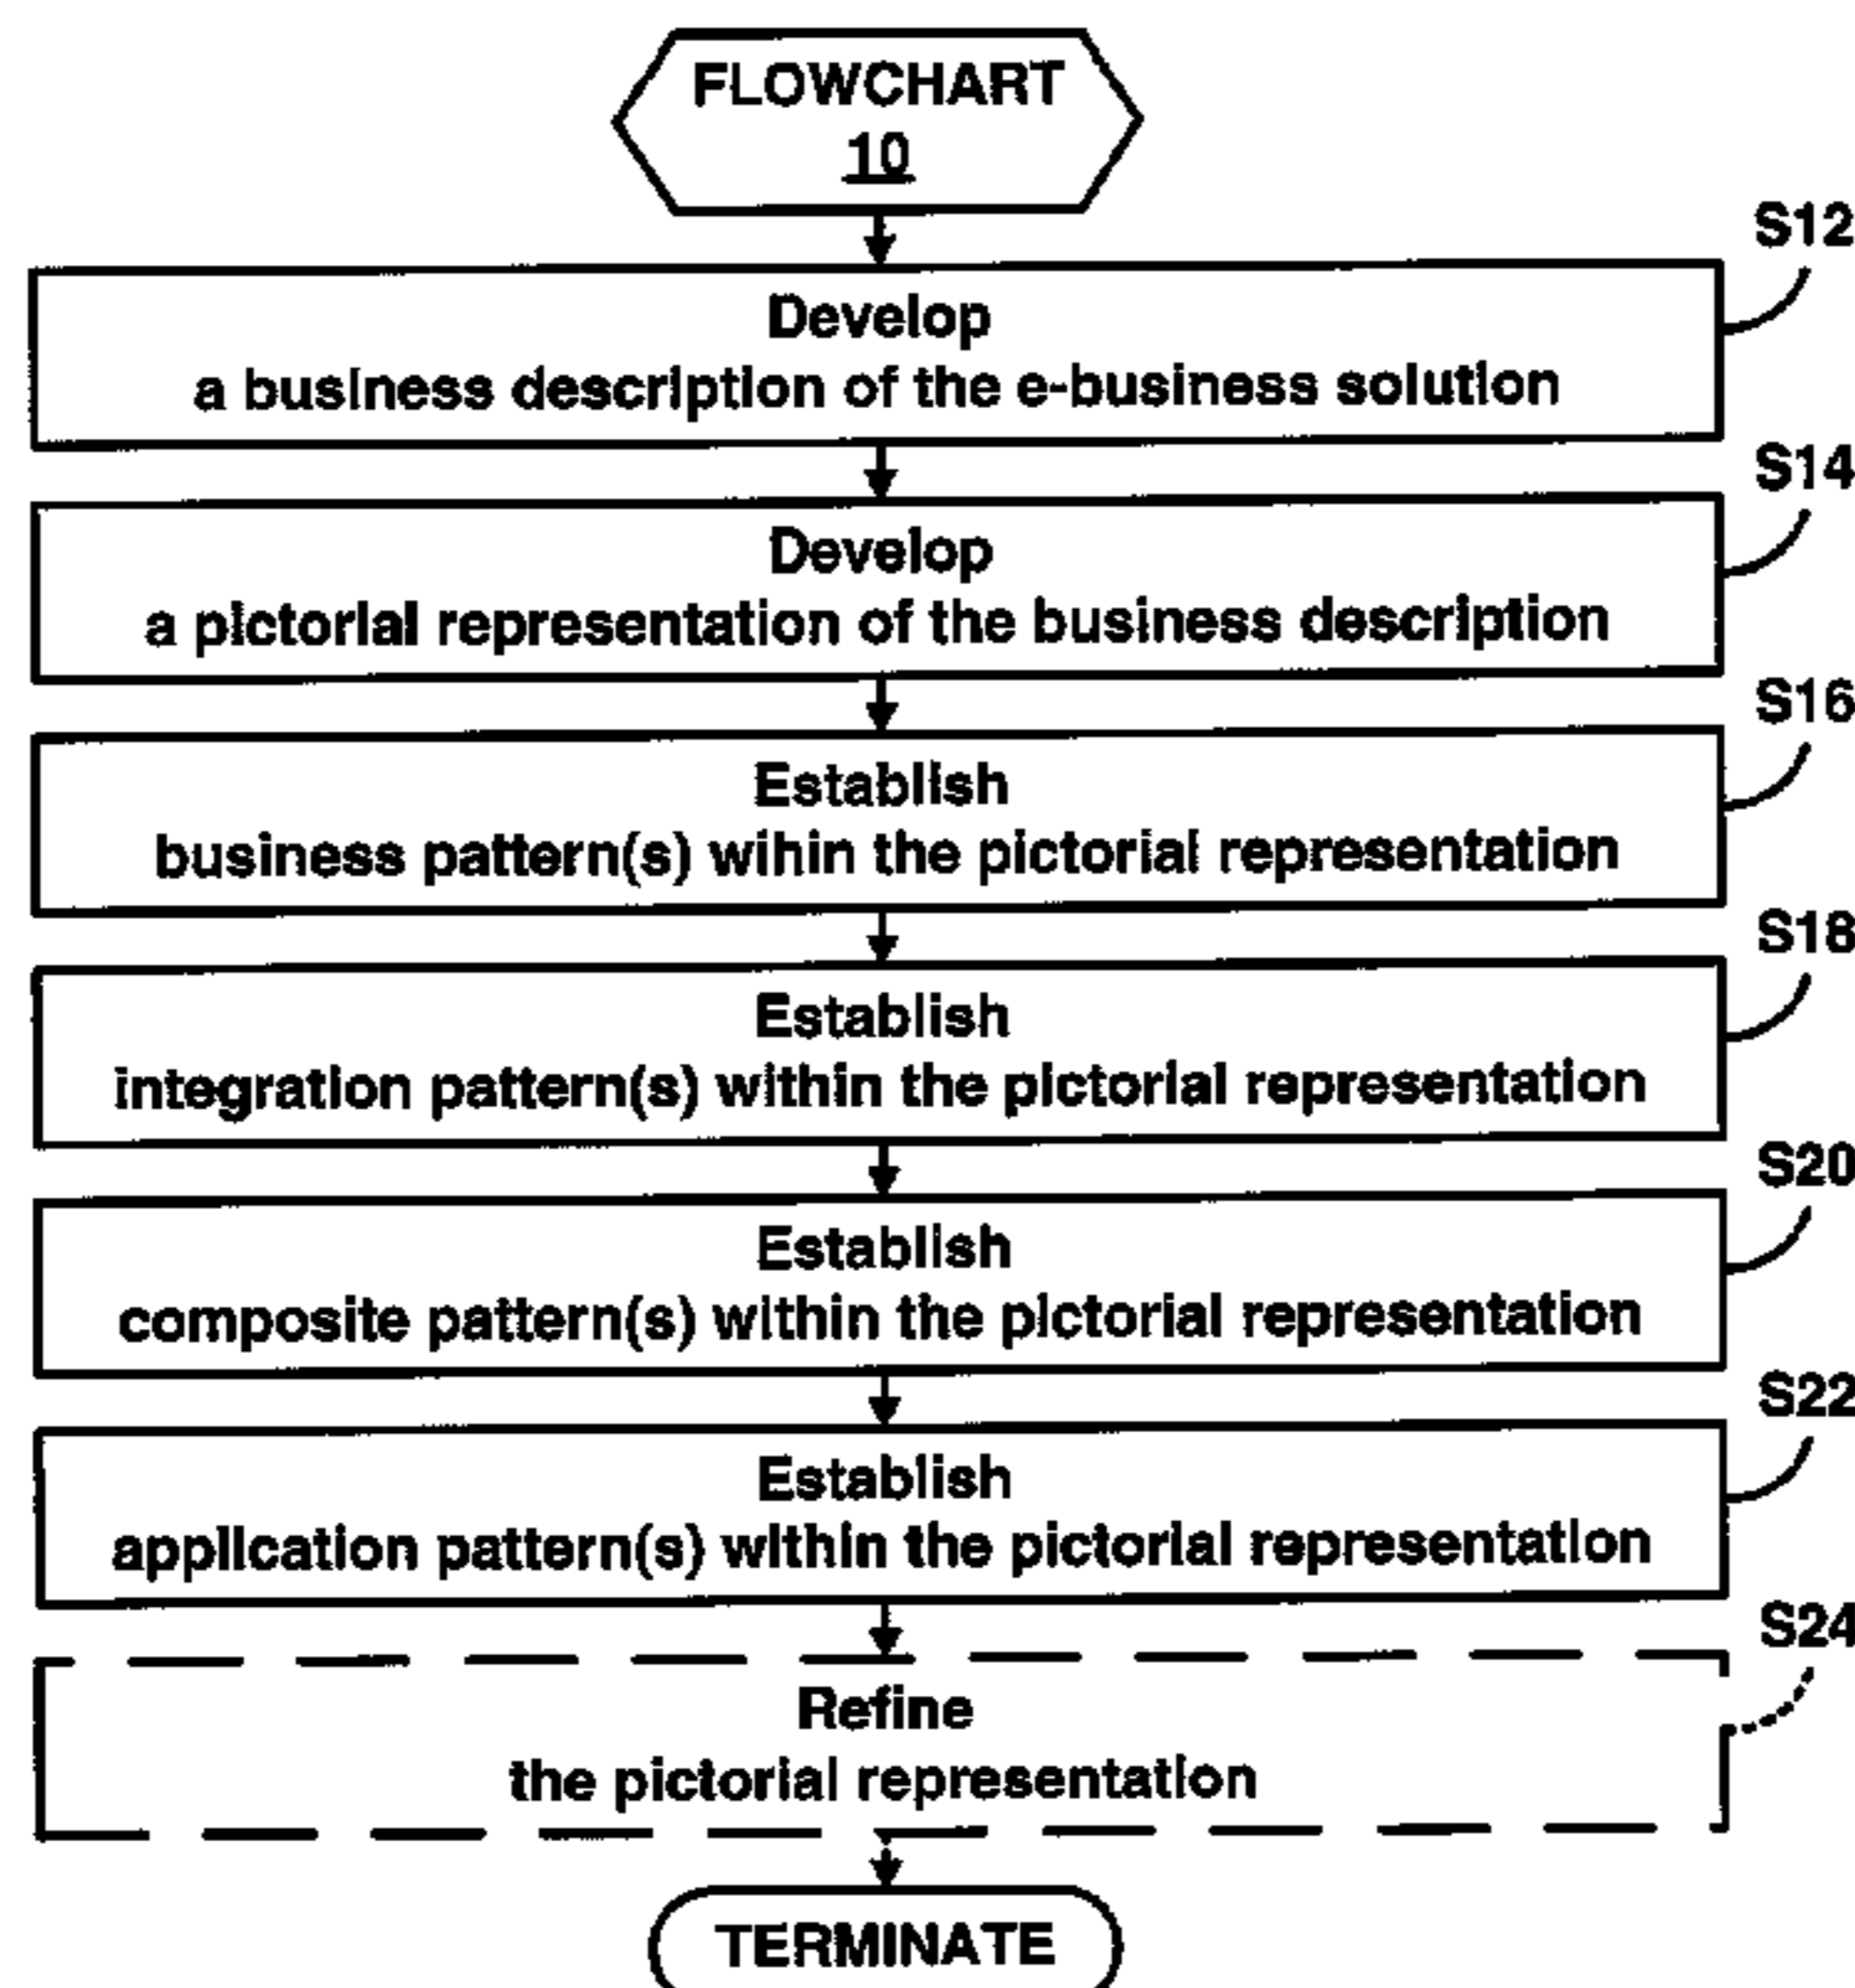 FLOWCHART
10
S12
Develop
a business description of the e-business solution
S14
Develop
a pictorial representation of the business description
S16
Establish
business pattern(s) wihin the pictorial representation
S18
Establish
integration pattern(s) within the pictorial representation
S20
Establish
composite pattern(s) within the pictorial representation
S22
Establish
application pattern(s) within the pictorial representation
S24
Refine
the pictorial representation
TERMINATE